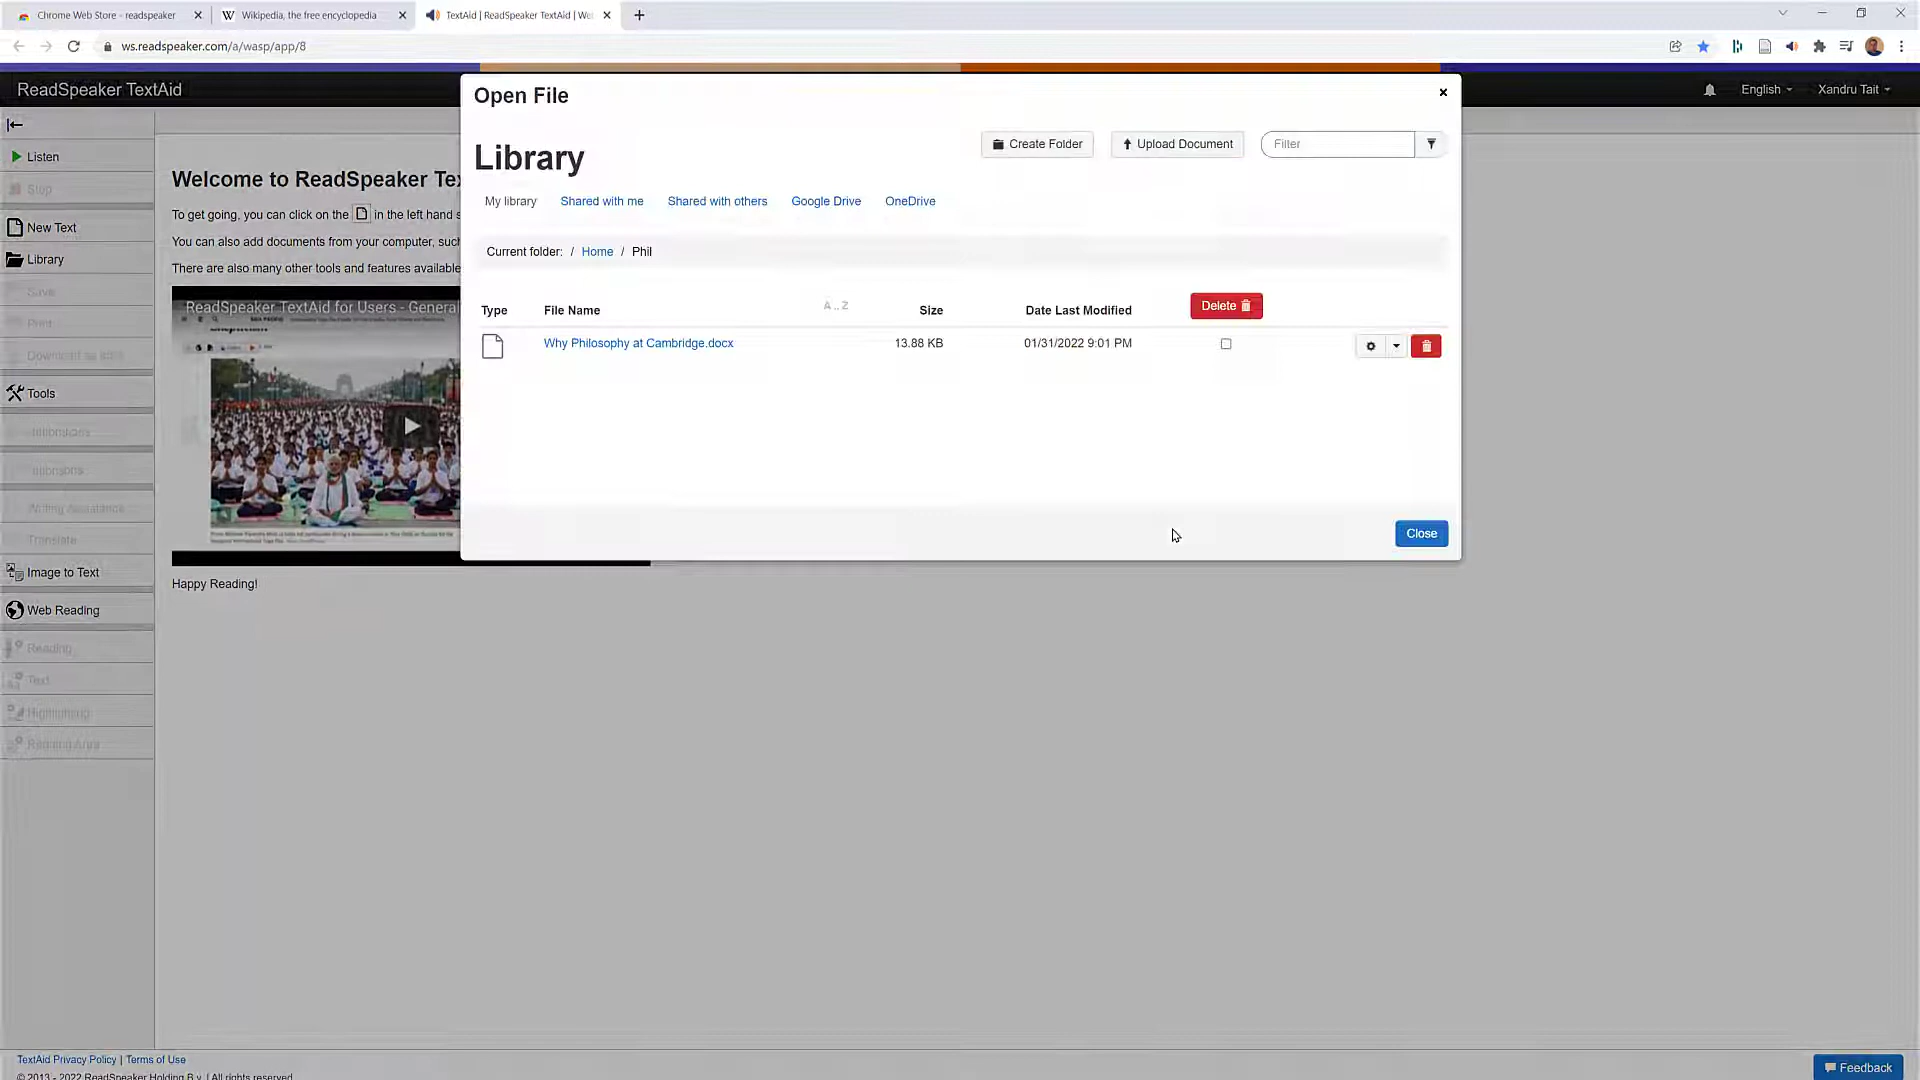 Chrome Web Store - readspeaker
Wikipedia, the free encyclopedia
TextAid | ReadSpeaker TextAid | We
ws.readspeaker.com/a/wasp/app/8
ReadSpeaker TextAid
English
Xandru Tait
Open File
Library
Create Folder
Upload Document
Filter
My library
Shared with me
Shared with others
Google Drive
OneDrive
Current folder: / Home / Phil
Type
File Name
A..Z
Size
Date Last Modified
Delete
Why Philosophy at Cambridge.docx
13.88 KB
01/31/2022 9:01 PM
Close
Listen
Stop
New Text
Library
Save
Print
Tools
Writing Assistance
Translate
Image to Text
Web Reading
Reading
Text
Highlighting
Reading Area
Welcome to ReadSpeaker Te
To get going, you can click on the in the left hand s
You can also add documents from your computer, suc
There are also many other tools and features available
ReadSpeaker TextAid for Users - General
Happy Reading!
TextAid Privacy Policy | Terms of Use
© 2013 - 2022 ReadSpeaker Holding B.v. | All rights reserved
Feedback